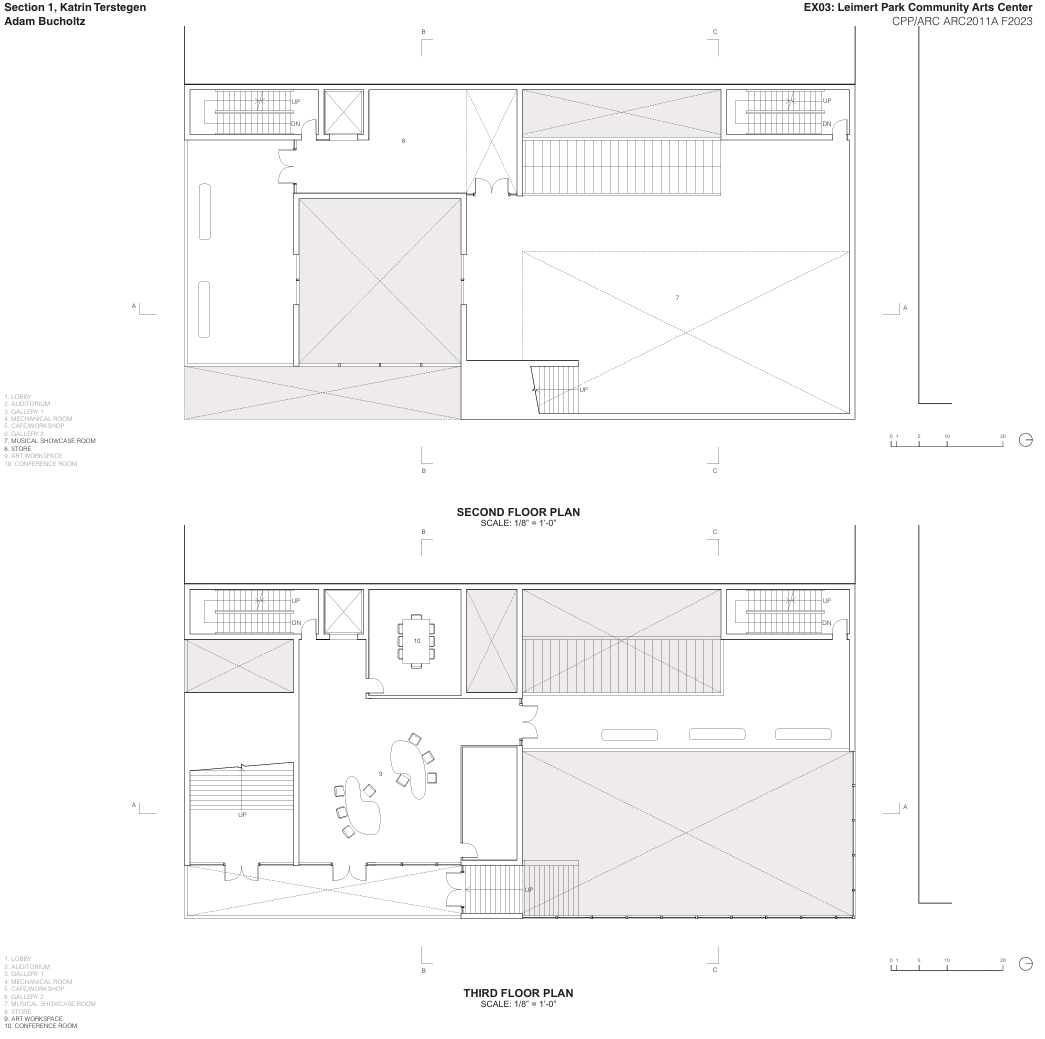 Section 1, Katrin Terstegen
Adam Bucholtz
EX03: Leimert Park Community Arts Center
CPP/ARC ARC2011A F2023
B
C
UP
DN
UP
DN
8
7
A
A
UP
1. LOBBY
2. AUDITORIUM
3. GALLERY 1
4. MECHANICAL ROOM
5. CAFE/WORKSHOP
6. GALLERY 2
7. MUSICAL SHOWCASE ROOM
8. STORE
9. ART WORKSPACE
10. CONFERENCE ROOM
0 1 5 10 20
B
C
SECOND FLOOR PLAN
SCALE: 1/8" = 1'-0"
B
C
UP
DN
UP
DN
10
9
A
A
UP
UP
B
C
1. LOBBY
2. AUDITORIUM
3. GALLERY 1
4. MECHANICAL ROOM
5. CAFE/WORKSHOP
6. GALLERY 2
7. MUSICAL SHOWCASE ROOM
8. STORE
9. ART WORKSPACE
10. CONFERENCE ROOM
0 1 5 10 20
THIRD FLOOR PLAN
SCALE: 1/8" = 1'-0"